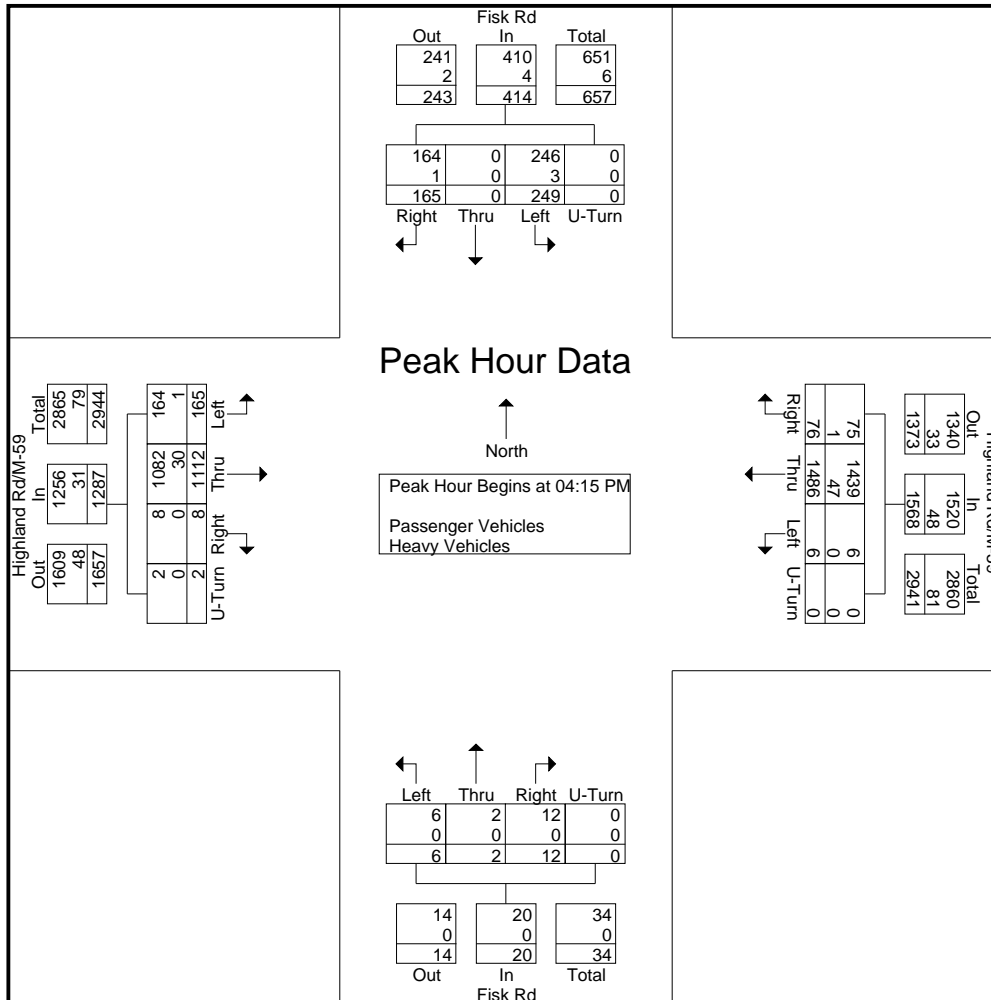 Fisk Rd
Out In Total
241 410 651
2 4 6
243 414 657
164 0 246 0
1 0 3 0
165 0 249 0
Right Thru Left U-Turn
Peak Hour Data
North
Peak Hour Begins at 04:15 PM
Passenger Vehicles
Heavy Vehicles
Highland Rd/M-59
Out In Total
1609 1256 2865
48 31 79
1657 1287 2944
U-Turn Right Thru Left
2 8 1082 164
0 0 30 1
2 8 1112 165
Highland Rd/M-59
Out In Total
1340 1520 2860
33 48 81
1373 1568 2941
75 1439 6 0
1 47 0 0
76 1486 6 0
Right Thru Left U-Turn
Left Thru Right U-Turn
6 2 12 0
0 0 0 0
6 2 12 0
14 20 34
0 0 0
14 20 34
Out In Total
Fisk Rd